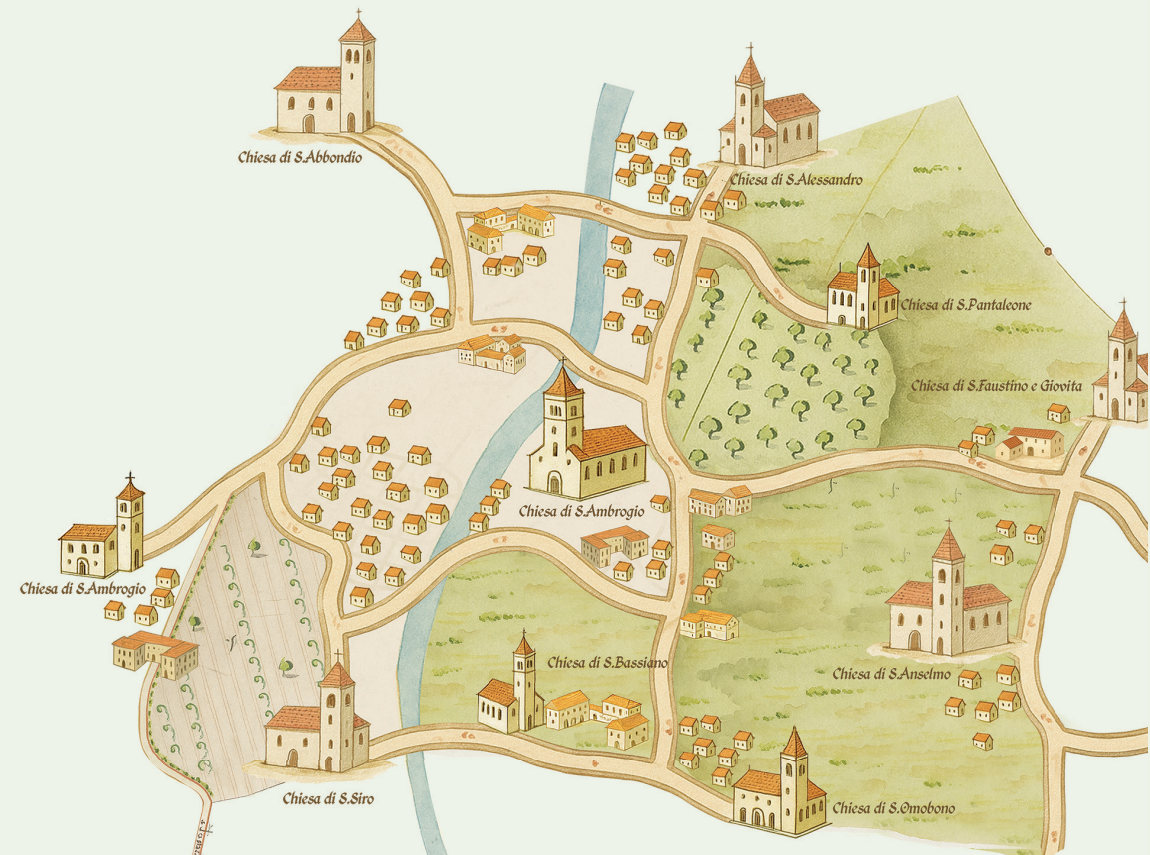 Chiesa di S.Abbondio
Chiesa di S.Alessandro
Chiesa di S.Pantaleone
Chiesa di S.Faustino e Giovita
Chiesa di S.Ambrogio
Chiesa di S.Ambrogio
Chiesa di S.Bassiano
Chiesa di S.Anselmo
Chiesa di S.Siro
Chiesa di S.Omobono